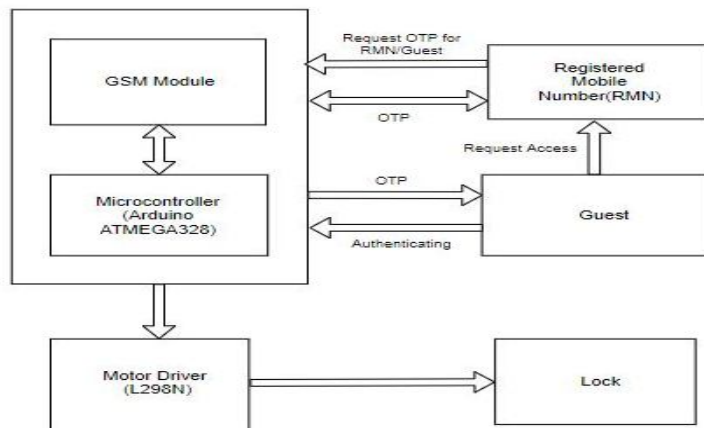 Request OTP for
RMN/Guest
GSM Module
Registered
Mobile
Number(RMN)
OTP
Request Access
OTP
Microcontroller
(Arduino
ATMEGA328)
Guest
Authenticating
Motor Driver
(L298N)
Lock